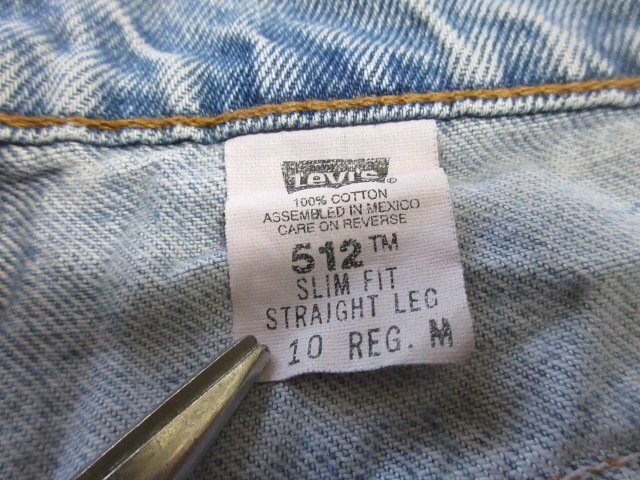 Levi's®
100% COTTON
ASSEMBLED IN MEXICO
CARE ON REVERSE
512™
SLIM FIT
STRAIGHT LEG
10 REG. M